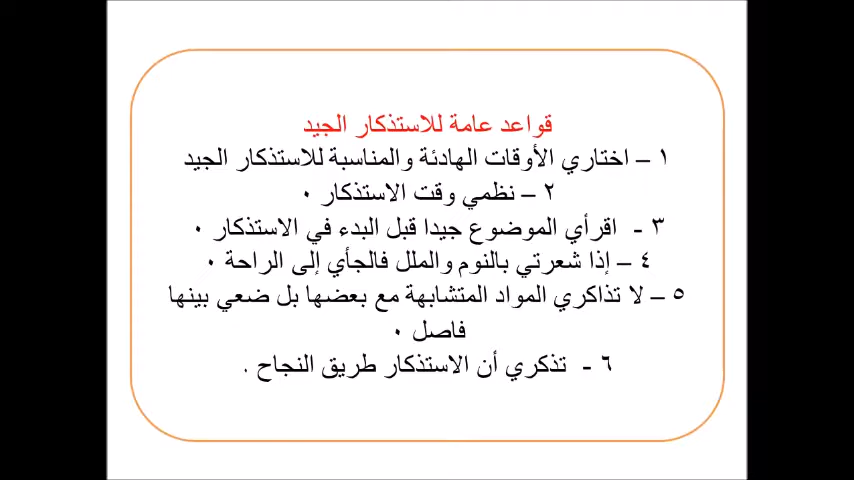 قواعد عامة للاستذكار الجيد
١ – اختاري الأوقات الهادئة والمناسبة للاستذكار الجيد
٢ – نظمي وقت الاستذكار ٠
٣ - اقرأي الموضوع جيدا قبل البدء في الاستذكار ٠
٤ – إذا شعرتي بالنوم والملل فالجأي إلى الراحة ٠
٥ – لا تذاكري المواد المتشابهة مع بعضها بل ضعي بينها
فاصل ٠
٦ - تذكري أن الاستذكار طريق النجاح .